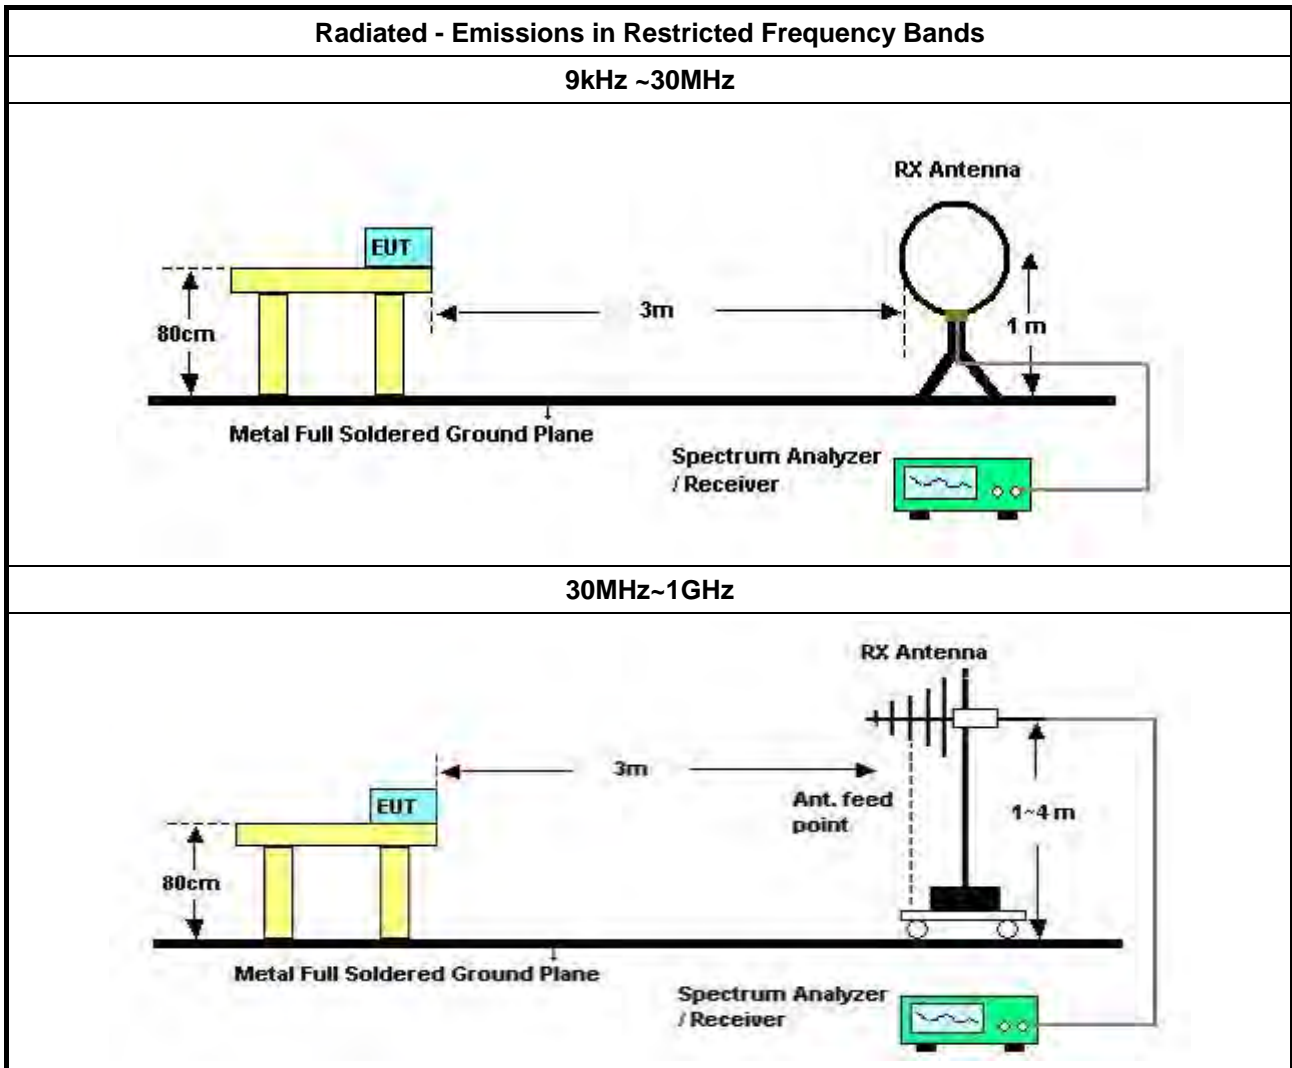 Radiated - Emissions in Restricted Frequency Bands
9kHz ~30MHz
RX Antenna
EUT
3m
80cm
1 m
Metal Full Soldered Ground Plane
Spectrum Analyzer
/ Receiver
30MHz~1GHz
RX Antenna
3m
EUT
Ant. feed
point
1~4 m
80cm
Metal Full Soldered Ground Plane
Spectrum Analyzer
/ Receiver